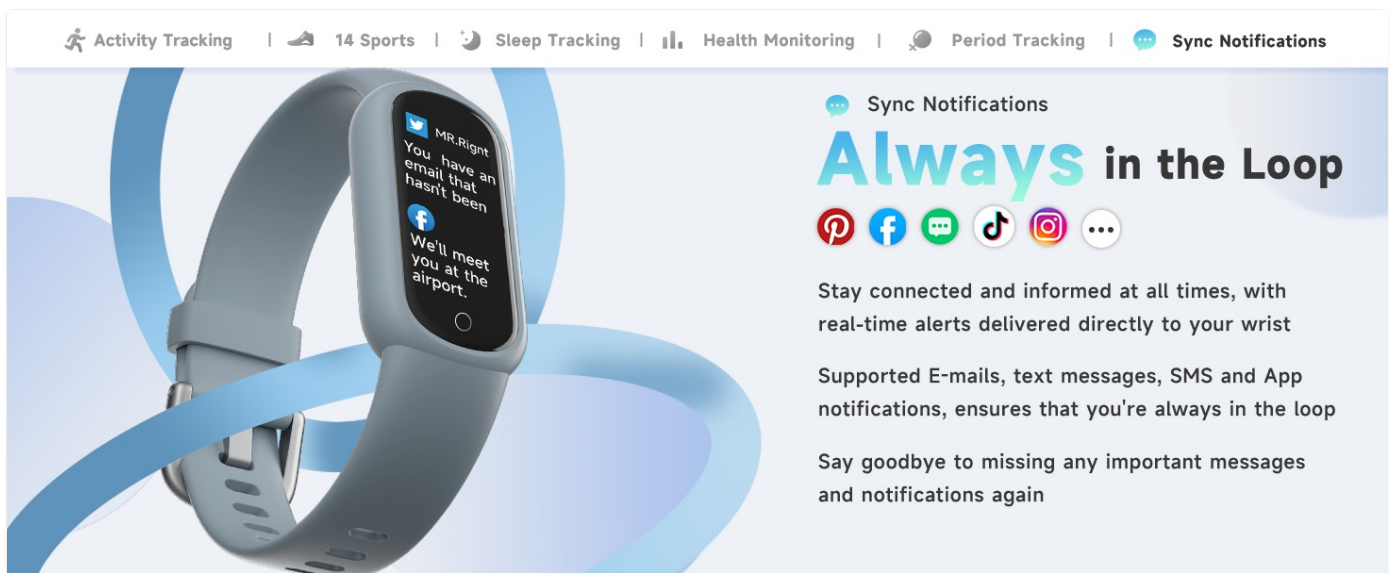 Activity Tracking | 14 Sports | Sleep Tracking | Health Monitoring | Period Tracking | Sync Notifications
MR.Rignt
You have an
email that
hasn't been
We'll meet
you at the
airport.
Sync Notifications
Always in the Loop
Stay connected and informed at all times, with
real-time alerts delivered directly to your wrist
Supported E-mails, text messages, SMS and App
notifications, ensures that you're always in the loop
Say goodbye to missing any important messages
and notifications again